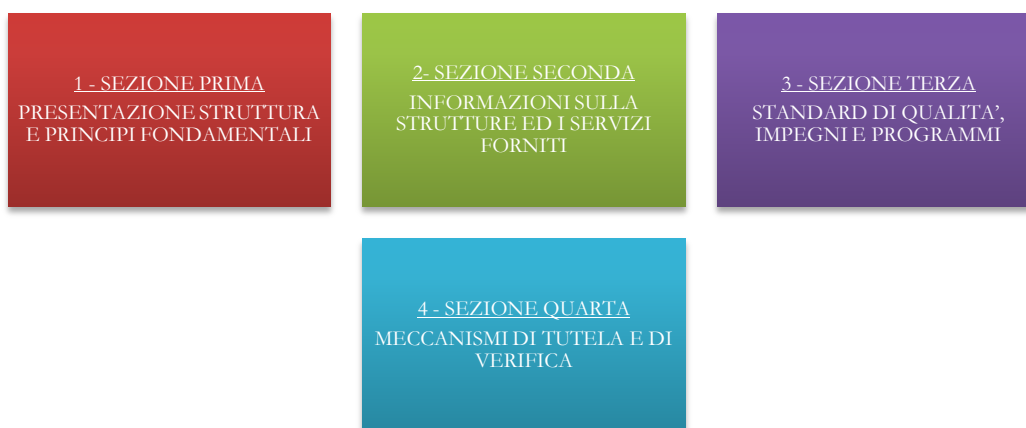 1 - SEZIONE PRIMA
PRESENTAZIONE STRUTTURA
E PRINCIPI FONDAMENTALI
2- SEZIONE SECONDA
INFORMAZIONI SULLA
STRUTTURE ED I SERVIZI
FORNITI
3 - SEZIONE TERZA
STANDARD DI QUALITA’,
IMPEGNI E PROGRAMMI
4 - SEZIONE QUARTA
MECCANISMI DI TUTELA E DI
VERIFICA